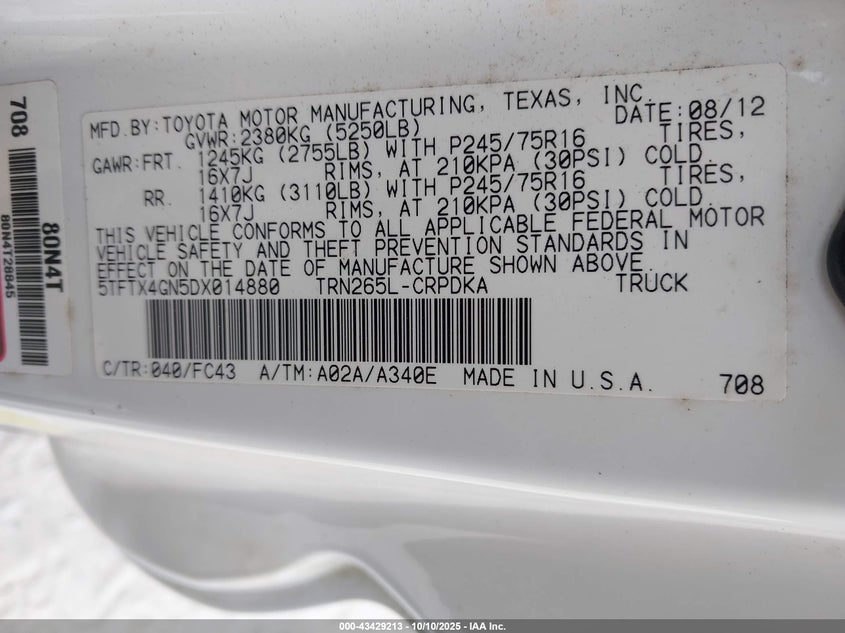 MFD.BY:TOYOTA MOTOR MANUFACTURING, TEXAS, INC.
DATE:08/12
GVWR:2380KG (5250LB)
GAWR:FRT. 1245KG (2755LB) WITH P245/75R16 TIRES,
16X7J RIMS, AT 210KPA (30PSI) COLD.
RR. 1410KG (3110LB) WITH P245/75R16 TIRES,
16X7J RIMS, AT 210KPA (30PSI) COLD.
THIS VEHICLE CONFORMS TO ALL APPLICABLE FEDERAL MOTOR
VEHICLE SAFETY AND THEFT PREVENTION STANDARDS IN
EFFECT ON THE DATE OF MANUFACTURE SHOWN ABOVE.
5TFTX4GN5DX014880 TRN265L-CRPDKA TRUCK
C/TR:040/FC43 A/TM:A02A/A340E MADE IN U.S.A. 708
708
80N4T
80N4T28845
000-43429213 - 10/10/2025 - IAA Inc.